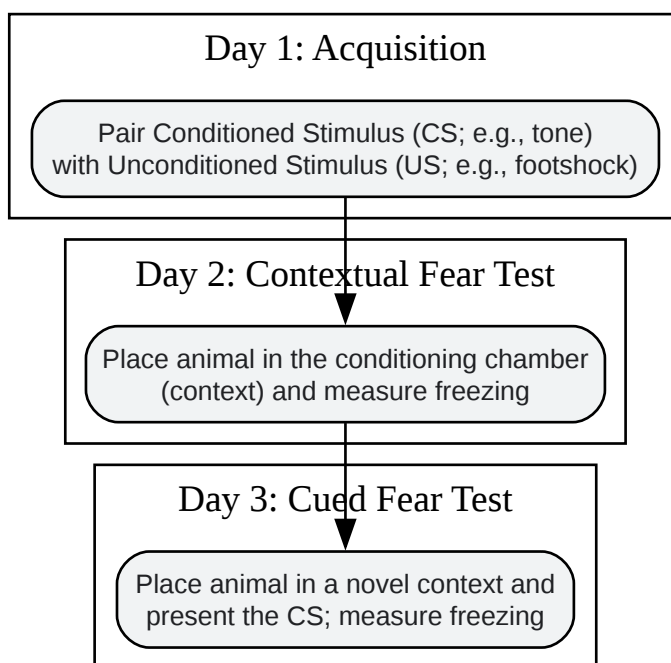 Day 1: Acquisition
Pair Conditioned Stimulus (CS; e.g., tone)
with Unconditioned Stimulus (US; e.g., footshock)
Day 2: Contextual Fear Test
Place animal in the conditioning chamber
(context) and measure freezing
Day 3: Cued Fear Test
Place animal in a novel context and
present the CS; measure freezing